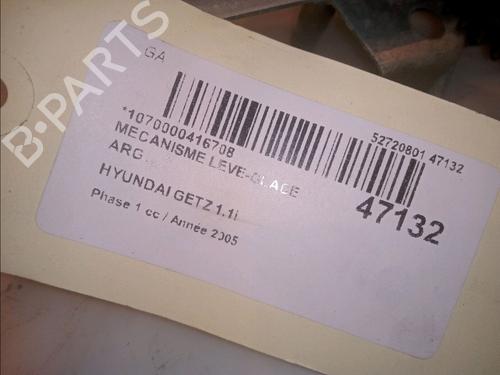 GA
*1070000416708
52720801 47132
MECANISME LEVE-GLACE
ARG
47132
HYUNDAI GETZ 1.1i
Phase 1 cc / Année 2005
B-PARTS